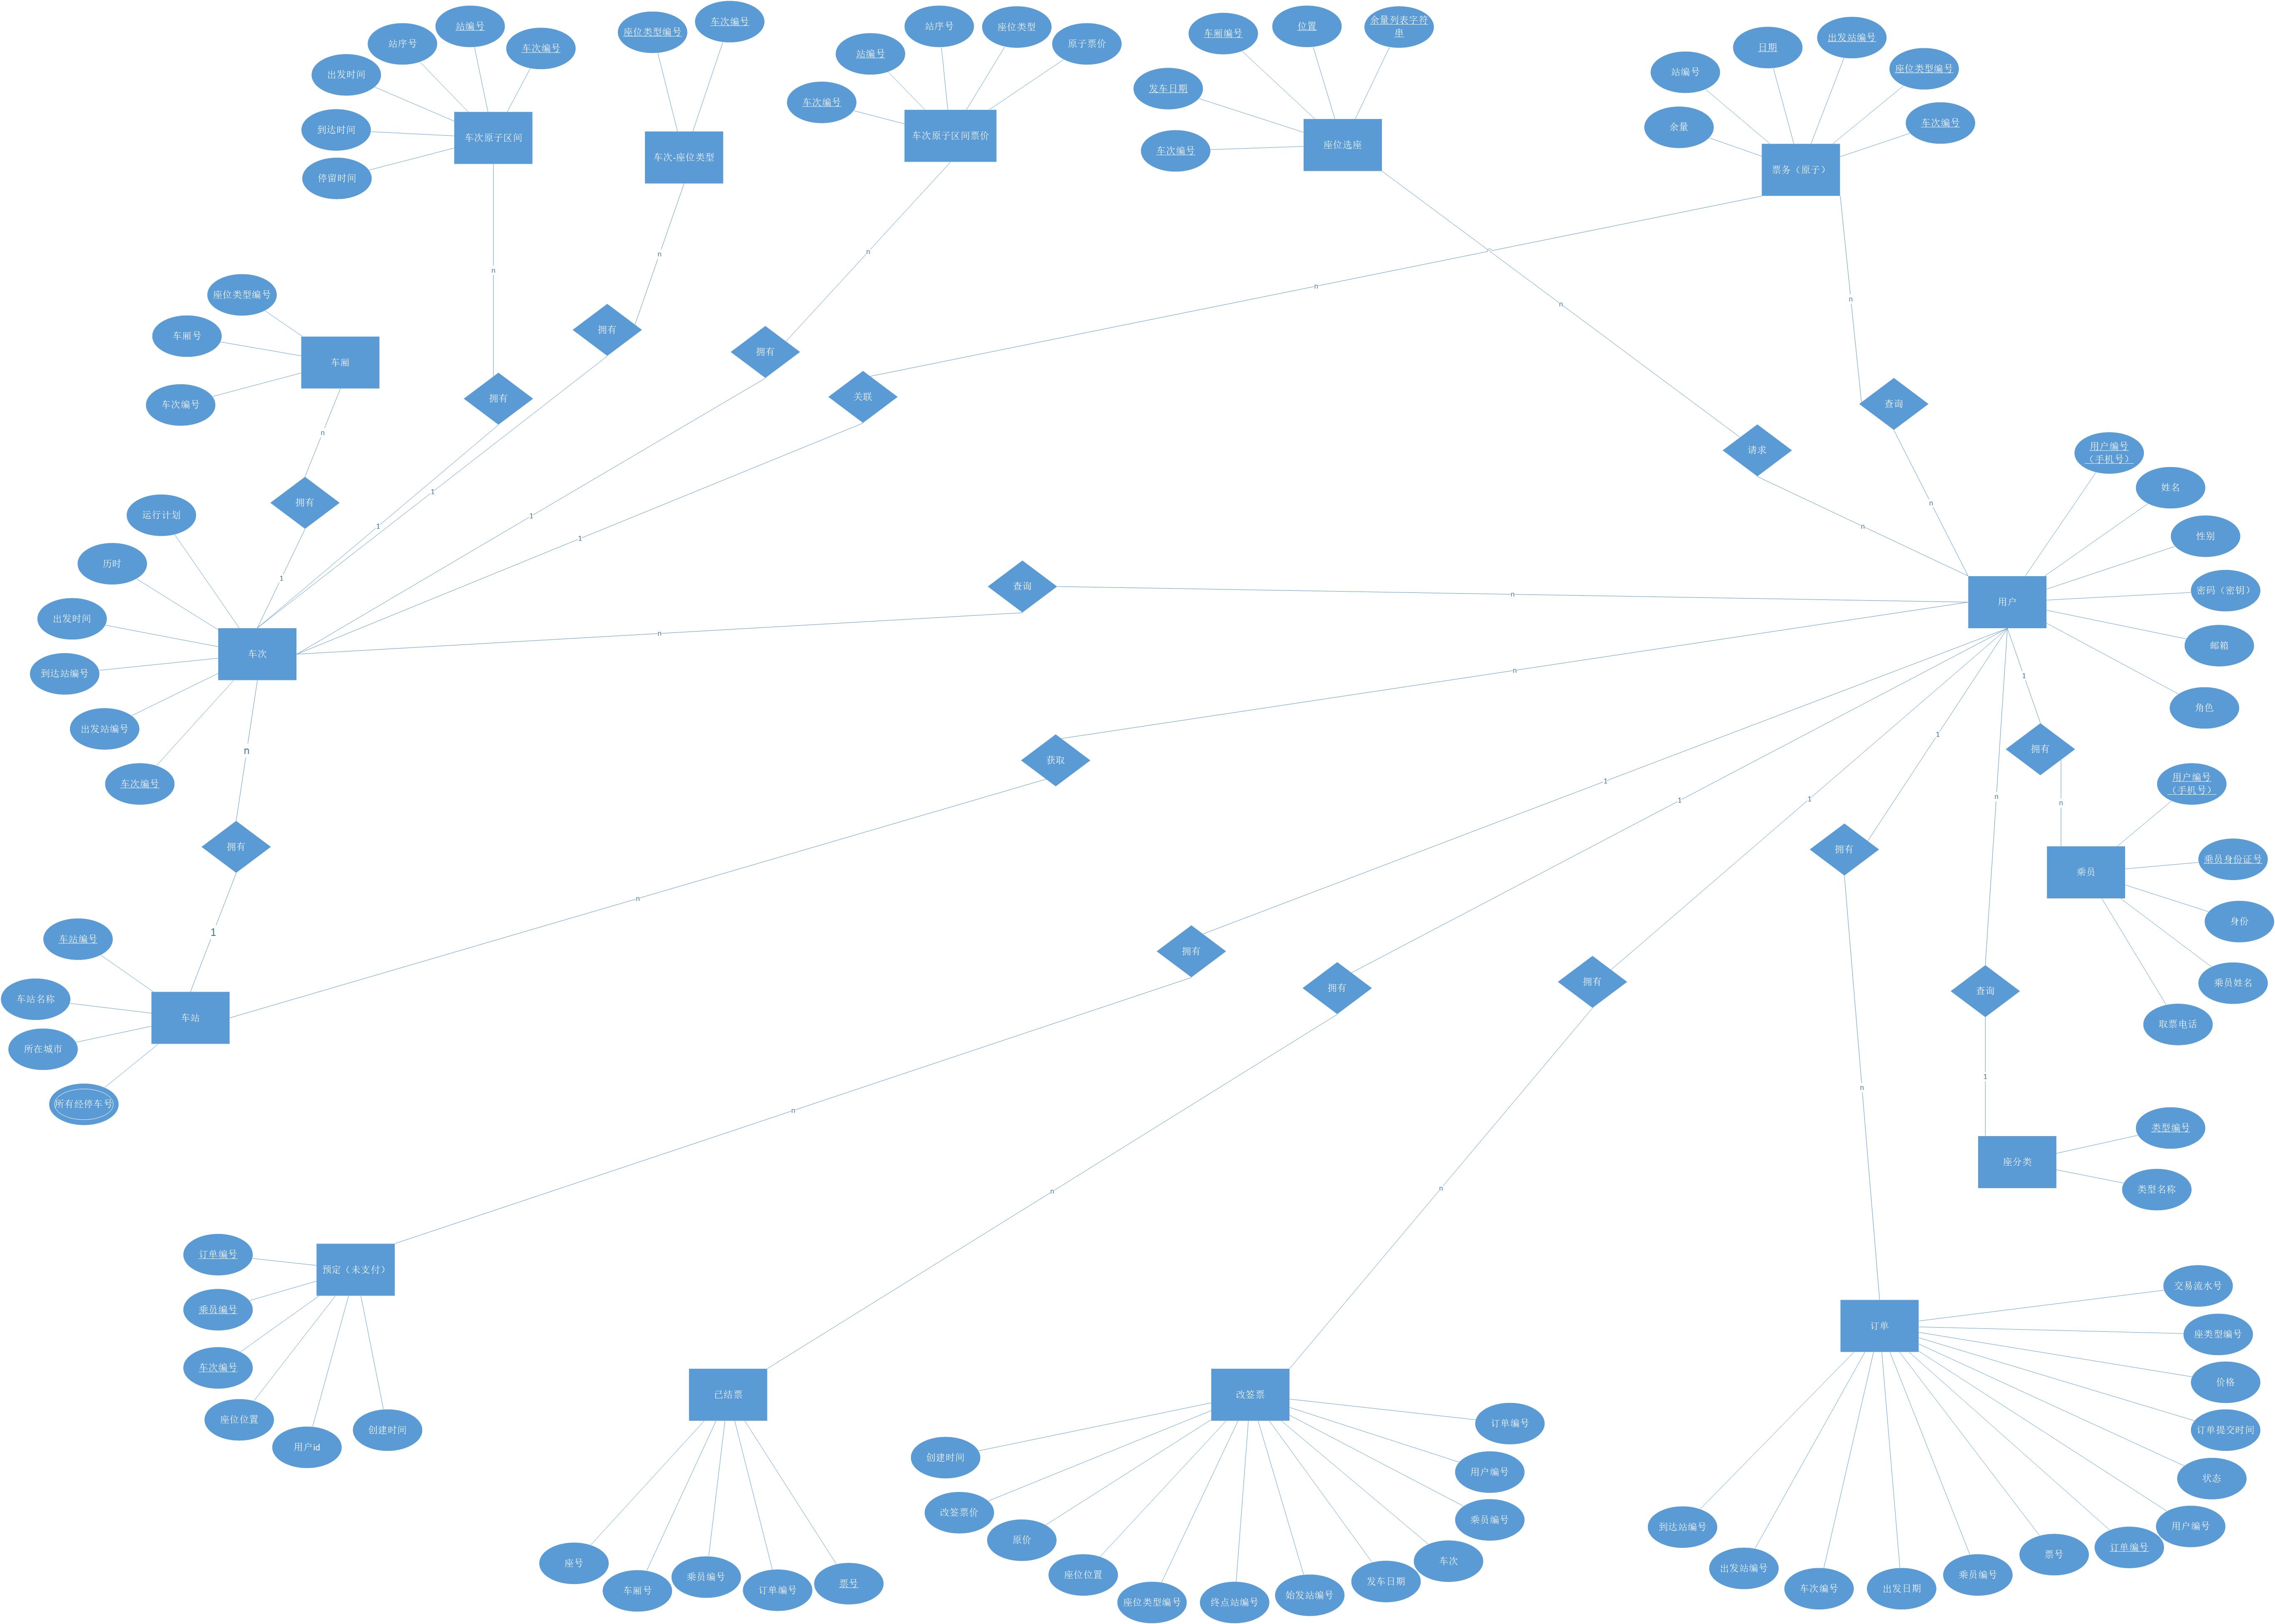 站编号
车次编号
站序号
出发时间
到达时间
停留时间
车次原子区间
座位类型编号
车次编号
车次-座位类型
站序号
座位类型
原子票价
站编号
车次编号
车次原子区间票价
车厢编号
位置
余量列表字符
串
发车日期
车次编号
座位选座
站编号
日期
出发站编号
座位类型编号
车次编号
余量
票务（原子）
n
n
n
n
n
n
座位类型编号
车厢号
车次编号
车厢
n
拥有
拥有
拥有
拥有
关联
请求
查询
拥有
1
1
1
1
1
n
n
运行计划
历时
出发时间
到达站编号
出发站编号
车次编号
车次
查询
n
n
用户编号
（手机号）
姓名
性别
密码（密钥）
邮箱
角色
用户
n
拥有
1
车站编号
车站名称
所在城市
所有经停车号
车站
获取
n
n
1
1
1
1
n
1
拥有
n
用户编号
（手机号）
乘员身份证号
身份
乘员姓名
取票电话
乘员
拥有
拥有
拥有
拥有
查询
n
n
n
n
1
类型编号
类型名称
座分类
订单编号
乘员编号
车次编号
座位位置
用户id
创建时间
预定（未支付）
已结票
座号
车厢号
乘员编号
订单编号
票号
改签票
创建时间
改签票价
原价
座位位置
座位类型编号
终点站编号
始发站编号
发车日期
车次
乘员编号
用户编号
订单编号
订单
交易流水号
座类型编号
价格
订单提交时间
状态
用户编号
订单编号
票号
乘员编号
出发日期
车次编号
出发站编号
到达站编号